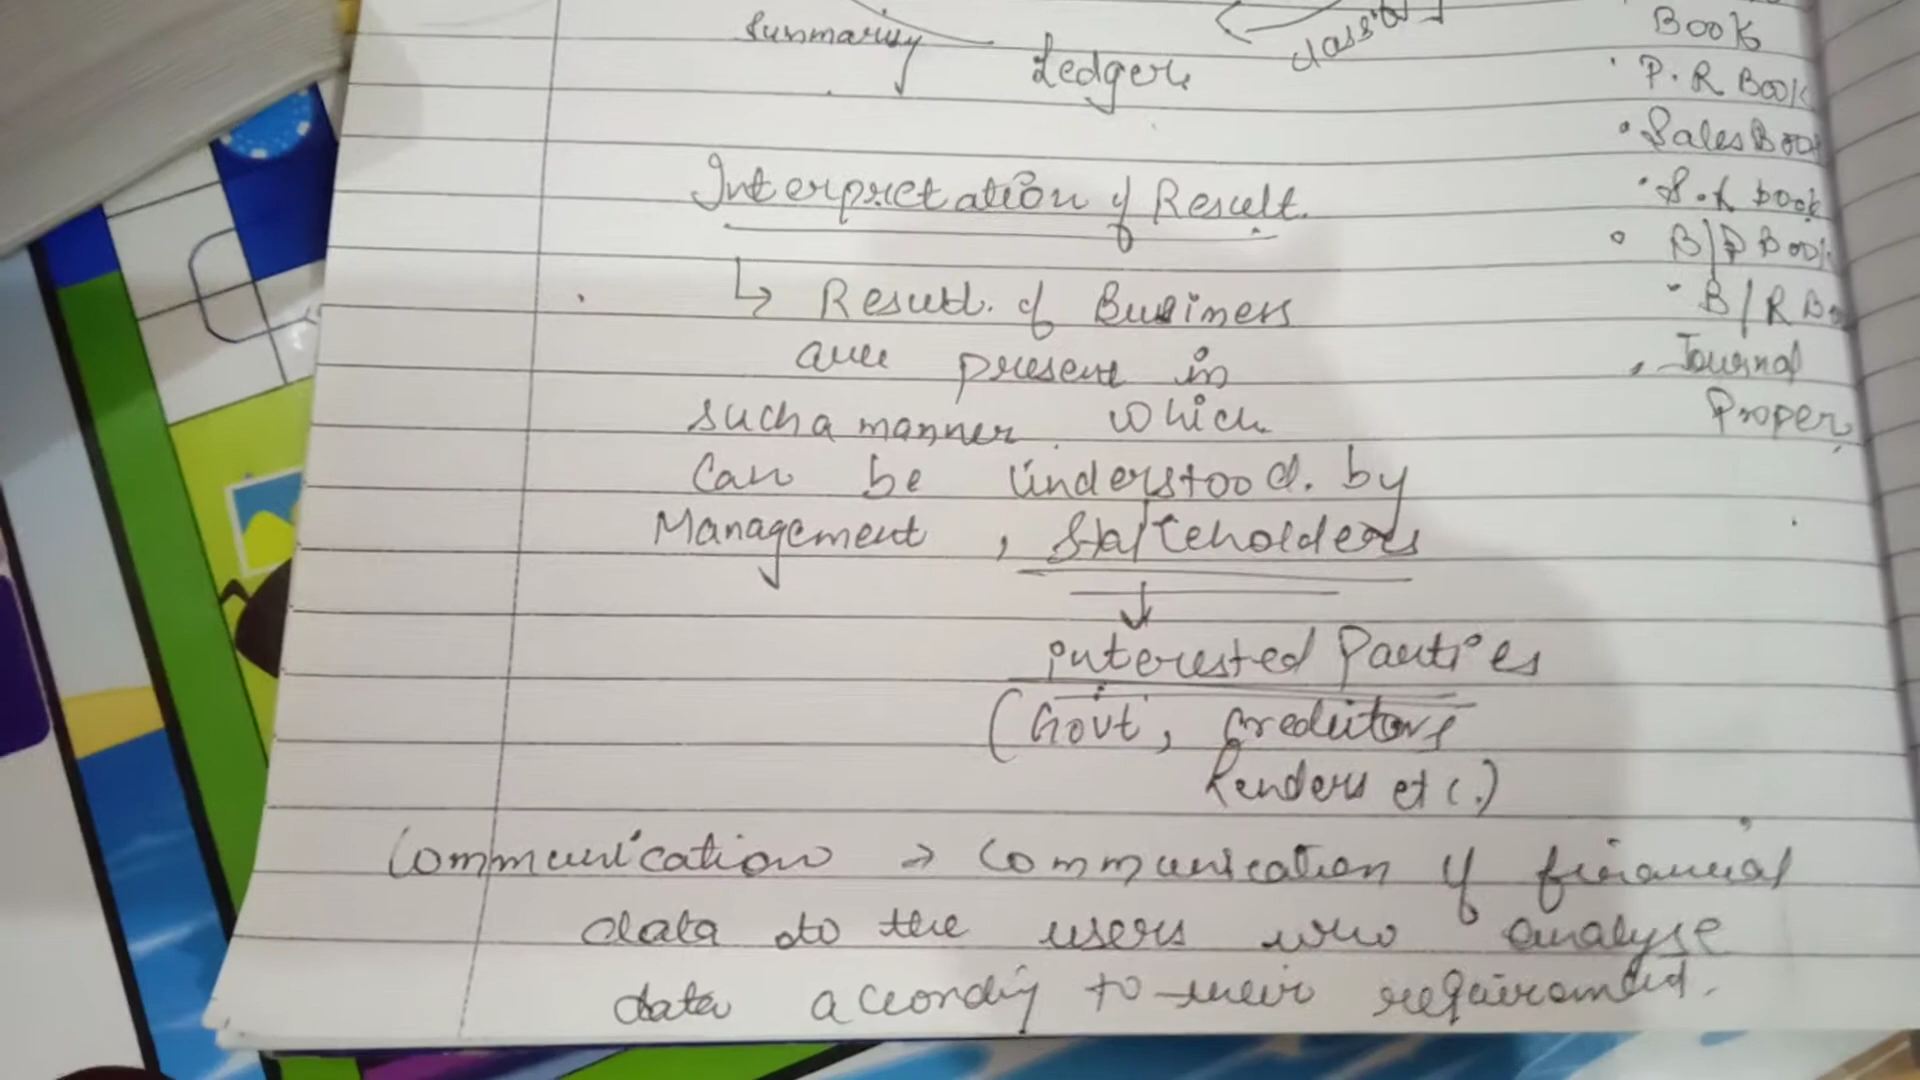 Summary
Ledger
Book
P. R Book
Sales Book
S. R book
B/P Book
B/R Bo
Journal
Proper
Interpretation of Result.
↳ Result. of Business
are present in
such a manner which
Can be Understood. by
Management, Stakeholders
interested Parties
(Govt, Creditors
Lenders etc.)
Communication → Communication of financial
data to the users who analyse
data according to their